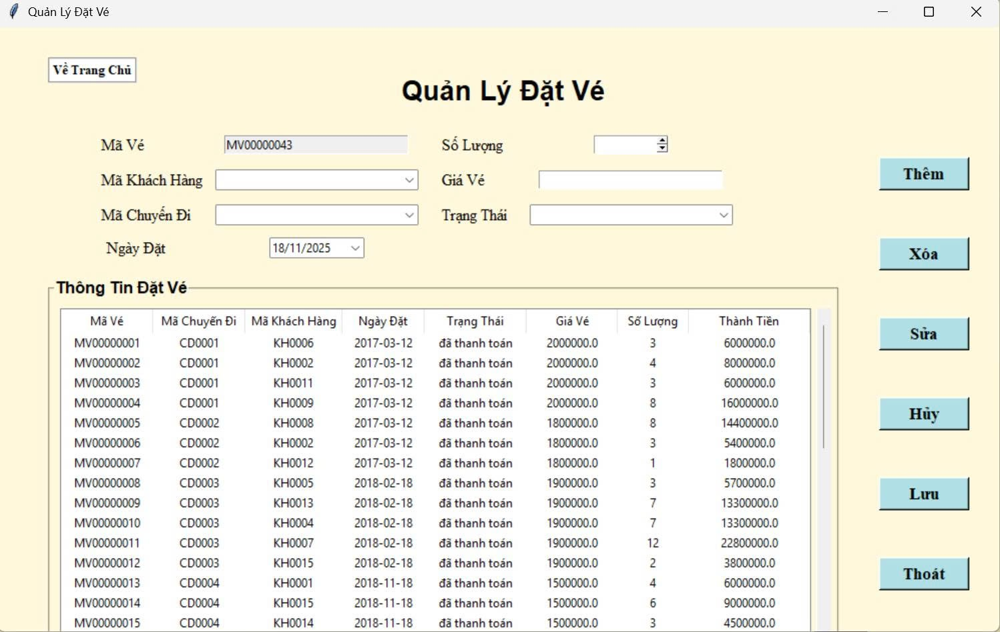 Quản Lý Đặt Vé
Về Trang Chủ
Quản Lý Đặt Vé
Mã Vé MV00000043 Số Lượng
Mã Khách Hàng Giá Vé
Mã Chuyến Đi Trạng Thái
Ngày Đặt 18/11/2025
Thêm
Xóa
Sửa
Hủy
Lưu
Thoát
Thông Tin Đặt Vé
Mã Vé Mã Chuyến Đi Mã Khách Hàng Ngày Đặt Trạng Thái Giá Vé Số Lượng Thành Tiền
MV00000001 CD0001 KH0006 2017-03-12 đã thanh toán 2000000.0 3 6000000.0
MV00000002 CD0001 KH0002 2017-03-12 đã thanh toán 2000000.0 4 8000000.0
MV00000003 CD0001 KH0011 2017-03-12 đã thanh toán 2000000.0 3 6000000.0
MV00000004 CD0001 KH0009 2017-03-12 đã thanh toán 2000000.0 8 16000000.0
MV00000005 CD0002 KH0008 2017-03-12 đã thanh toán 1800000.0 8 14400000.0
MV00000006 CD0002 KH0002 2017-03-12 đã thanh toán 1800000.0 3 5400000.0
MV00000007 CD0002 KH0012 2017-03-12 đã thanh toán 1800000.0 1 1800000.0
MV00000008 CD0003 KH0005 2018-02-18 đã thanh toán 1900000.0 3 5700000.0
MV00000009 CD0003 KH0013 2018-02-18 đã thanh toán 1900000.0 7 13300000.0
MV00000010 CD0003 KH0004 2018-02-18 đã thanh toán 1900000.0 7 13300000.0
MV00000011 CD0003 KH0007 2018-02-18 đã thanh toán 1900000.0 12 22800000.0
MV00000012 CD0003 KH0015 2018-02-18 đã thanh toán 1900000.0 2 3800000.0
MV00000013 CD0004 KH0001 2018-11-18 đã thanh toán 1500000.0 4 6000000.0
MV00000014 CD0004 KH0015 2018-11-18 đã thanh toán 1500000.0 6 9000000.0
MV00000015 CD0004 KH0014 2018-11-18 đã thanh toán 1500000.0 3 4500000.0